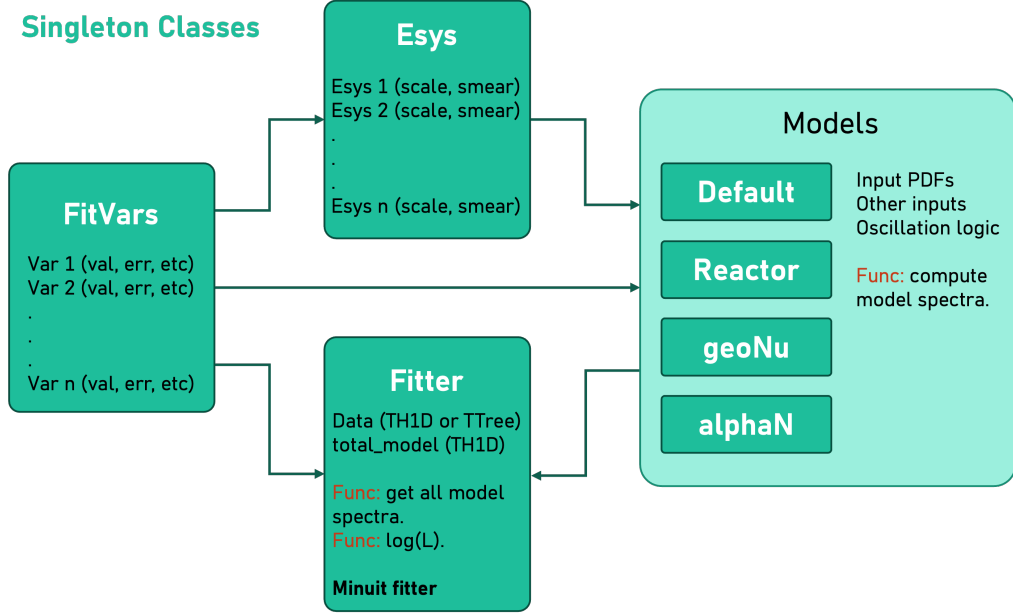 Singleton Classes
FitVars
Var 1 (val, err, etc)
Var 2 (val, err, etc)
.
.
.
Var n (val, err, etc)
Esys
Esys 1 (scale, smear)
Esys 2 (scale, smear)
.
.
.
Esys n (scale, smear)
Fitter
Data (TH1D or TTree)
total_model (TH1D)
Func: get all model
spectra.
Func: log(L).
Minuit fitter
Models
Default
Reactor
geoNu
alphaN
Input PDFs
Other inputs
Oscillation logic
Func: compute
model spectra.